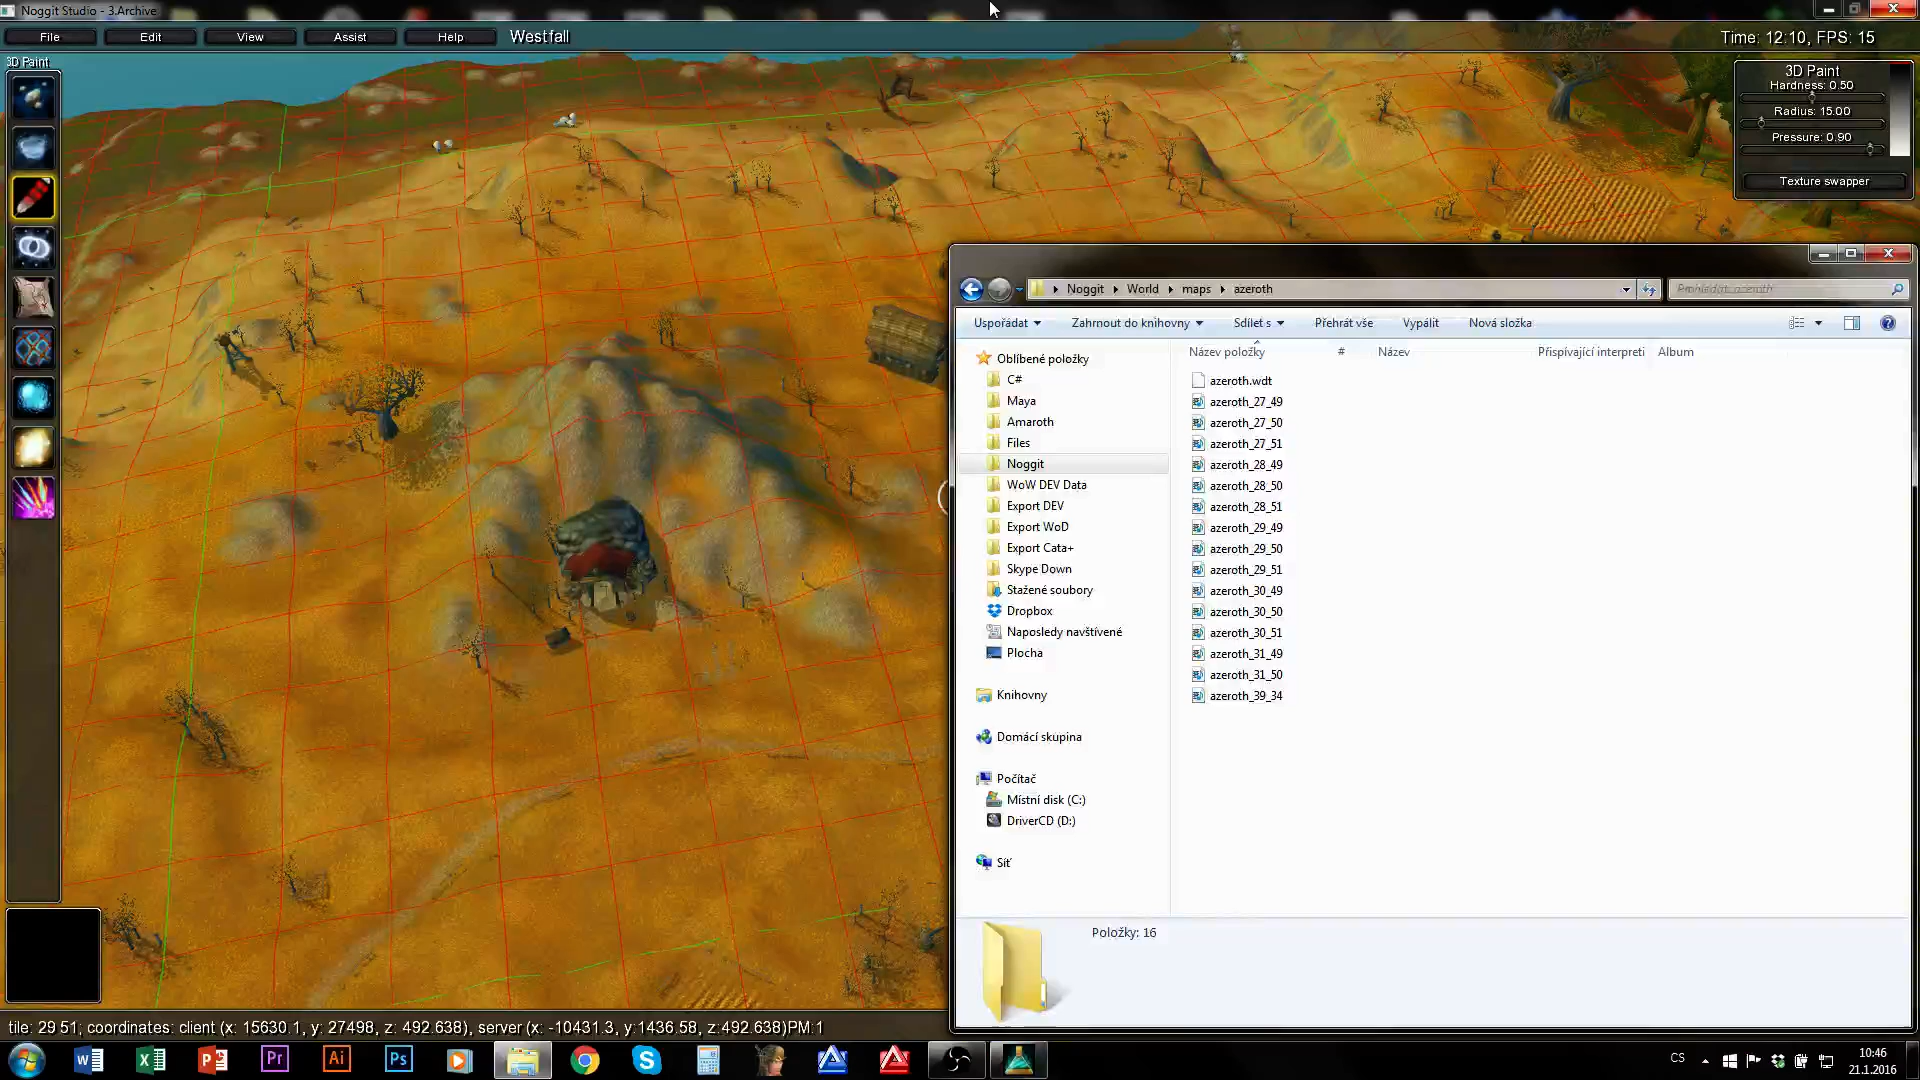 Noggit Studio - 3.Archive
File Edit View Assist Help Westfall Time: 12:10, FPS: 15
3D Paint
3D Paint
Hardness: 0.50
Radius: 15.00
Pressure: 0.90
Texture swapper
Noggit World maps azeroth Prohledat: azeroth
Uspořádat Zahrnout do knihovny Sdílet s Přehrát vše Vypálit Nová složka
Název položky # Název Přispívající interpreti Album
Oblíbené položky
C#
Maya
Amaroth
Files
Noggit
WoW DEV Data
Export DEV
Export WoD
Export Cata+
Skype Down
Stažené soubory
Dropbox
Naposledy navštívené
Plocha
Knihovny
Domácí skupina
Počítač
Místní disk (C:)
DriverCD (D:)
Síť
azeroth.wdt
azeroth_27_49
azeroth_27_50
azeroth_27_51
azeroth_28_49
azeroth_28_50
azeroth_28_51
azeroth_29_49
azeroth_29_50
azeroth_29_51
azeroth_30_49
azeroth_30_50
azeroth_30_51
azeroth_31_49
azeroth_31_50
azeroth_39_34
Položky: 16
tile: 29 51; coordinates: client (x: 15630.1, y: 27498, z: 492.638), server (x: -10431.3, y:1436.58, z:492.638)PM:1
Pr Ai Ps
CS 10:46
21.1.2016